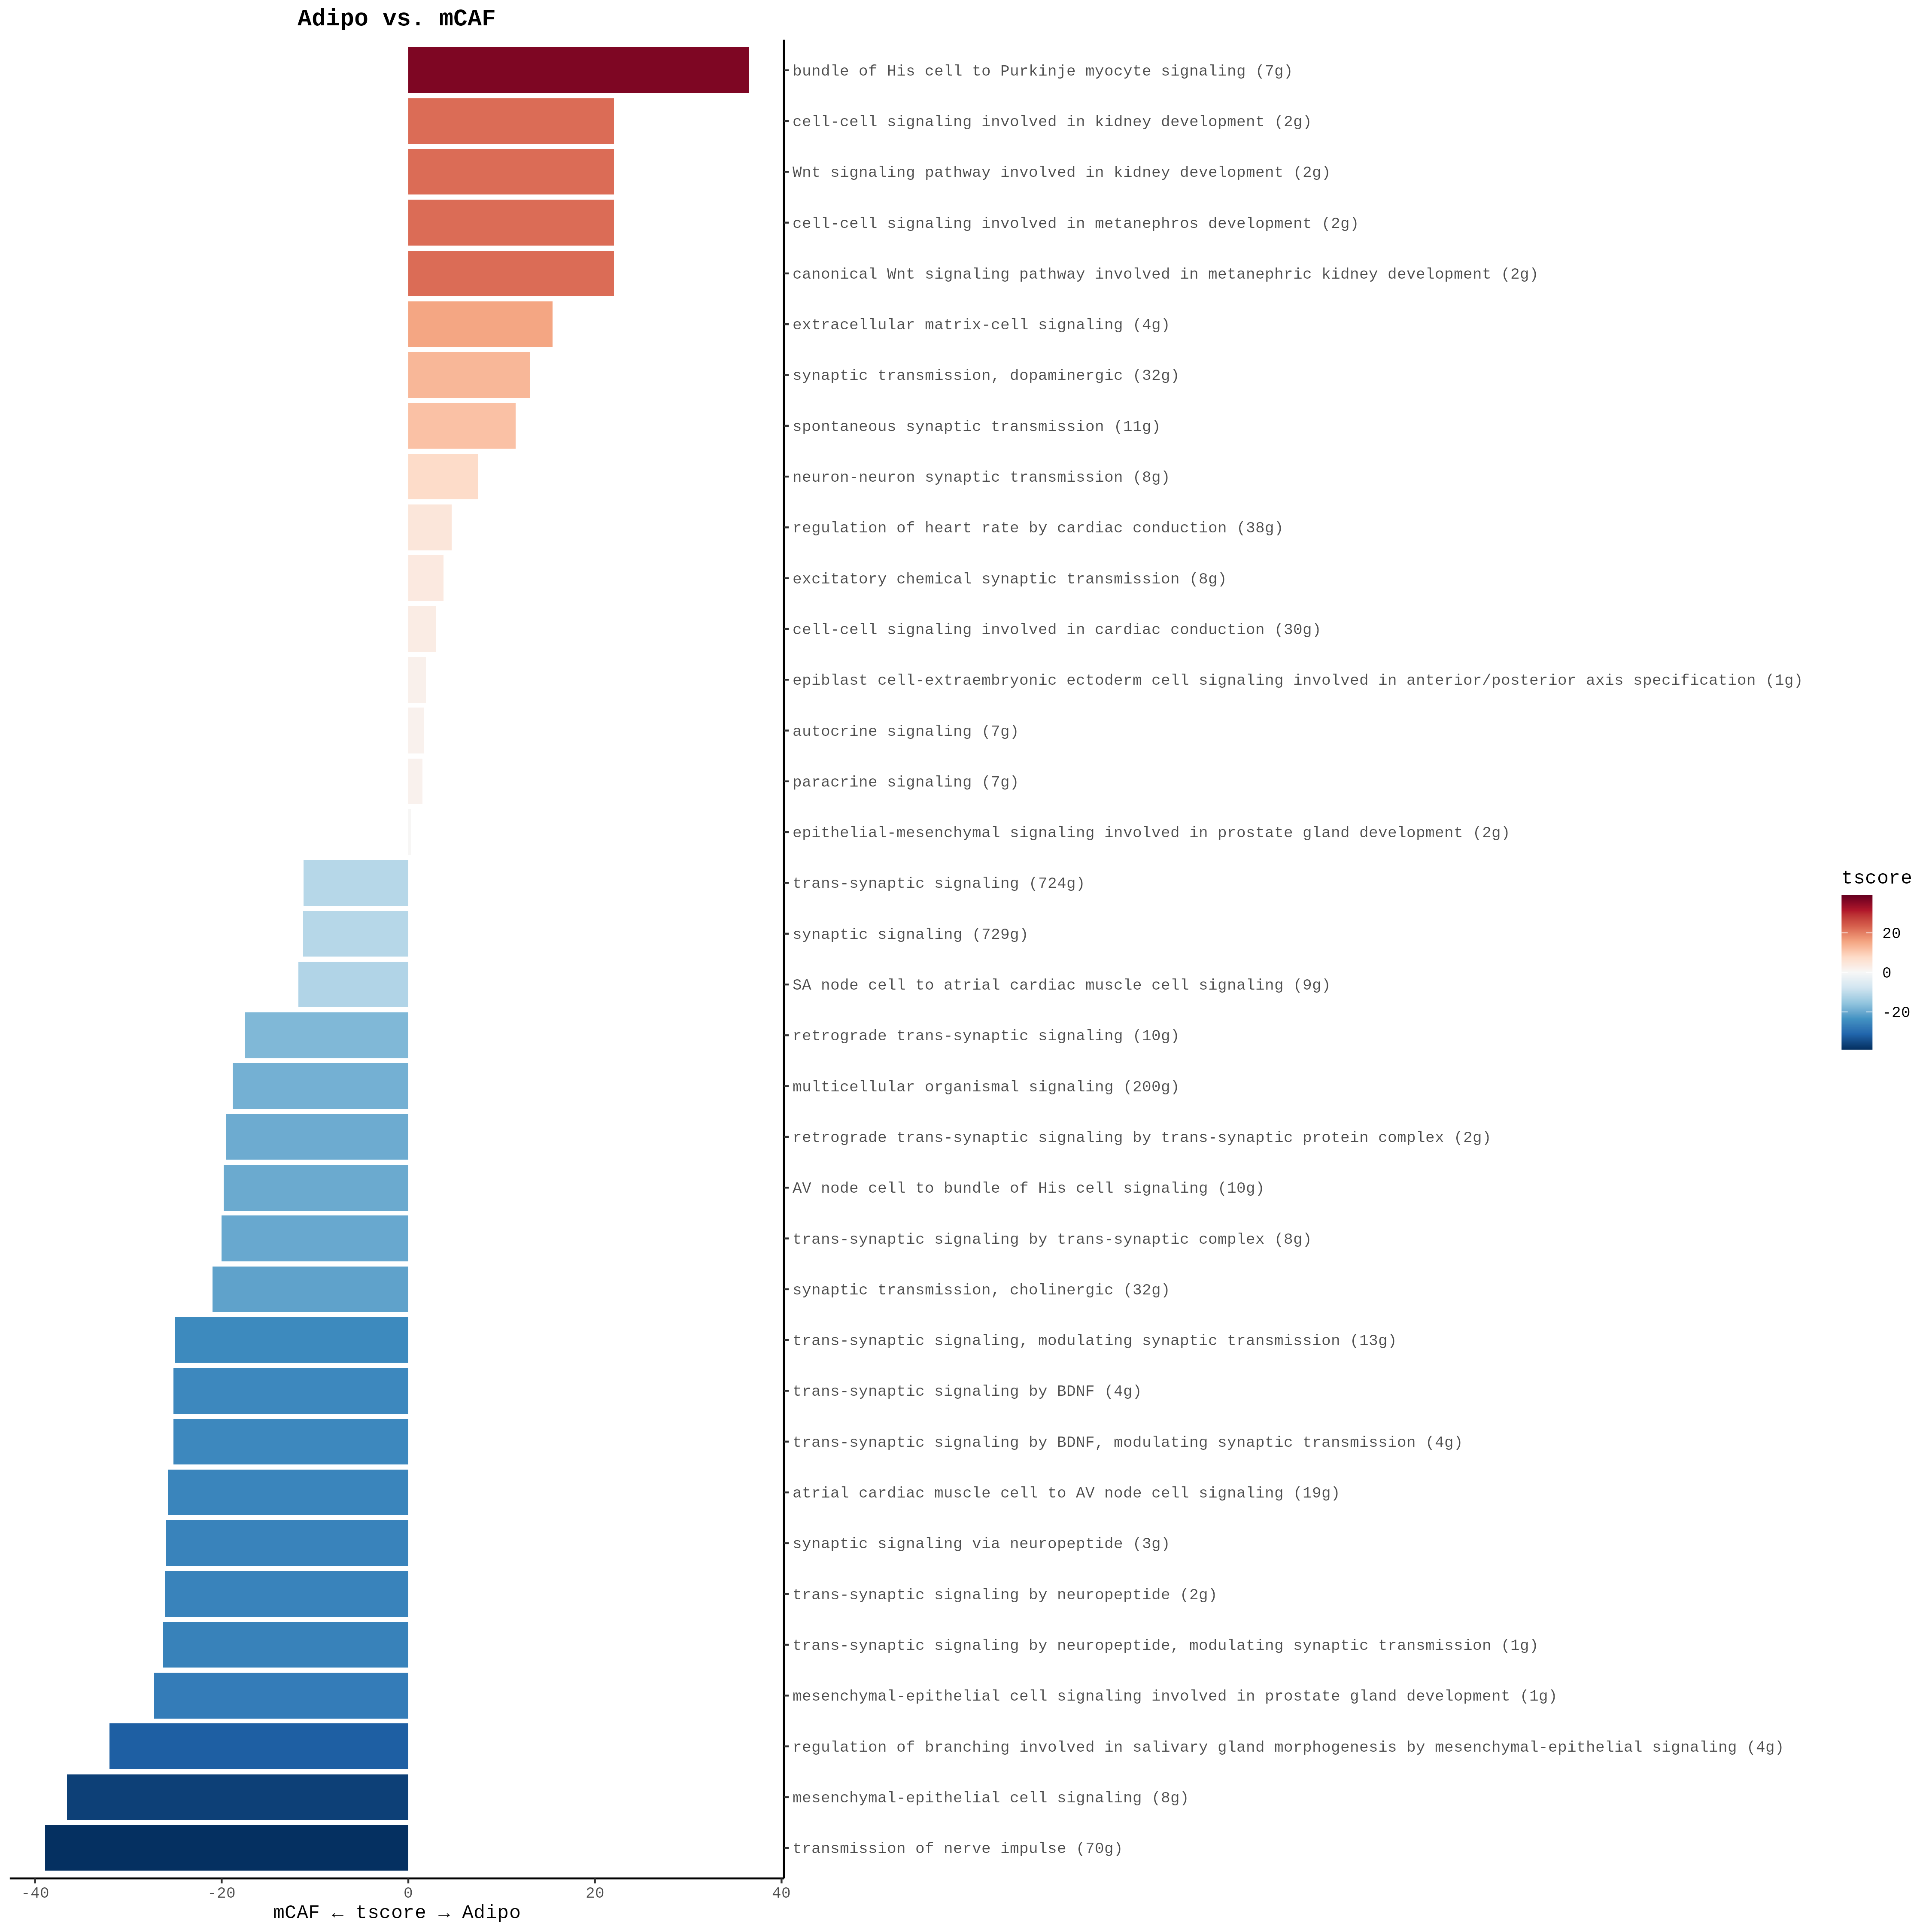 Adipo vs. mCAF
bundle of His cell to Purkinje myocyte signaling (7g)
cell-cell signaling involved in kidney development (2g)
Wnt signaling pathway involved in kidney development (2g)
cell-cell signaling involved in metanephros development (2g)
canonical Wnt signaling pathway involved in metanephric kidney development (2g)
extracellular matrix-cell signaling (4g)
synaptic transmission, dopaminergic (32g)
spontaneous synaptic transmission (11g)
neuron-neuron synaptic transmission (8g)
regulation of heart rate by cardiac conduction (38g)
excitatory chemical synaptic transmission (8g)
cell-cell signaling involved in cardiac conduction (30g)
epiblast cell-extraembryonic ectoderm cell signaling involved in anterior/posterior axis specification (1g)
autocrine signaling (7g)
paracrine signaling (7g)
epithelial-mesenchymal signaling involved in prostate gland development (2g)
trans-synaptic signaling (724g)
synaptic signaling (729g)
SA node cell to atrial cardiac muscle cell signaling (9g)
retrograde trans-synaptic signaling (10g)
multicellular organismal signaling (200g)
retrograde trans-synaptic signaling by trans-synaptic protein complex (2g)
AV node cell to bundle of His cell signaling (10g)
trans-synaptic signaling by trans-synaptic complex (8g)
synaptic transmission, cholinergic (32g)
trans-synaptic signaling, modulating synaptic transmission (13g)
trans-synaptic signaling by BDNF (4g)
trans-synaptic signaling by BDNF, modulating synaptic transmission (4g)
atrial cardiac muscle cell to AV node cell signaling (19g)
synaptic signaling via neuropeptide (3g)
trans-synaptic signaling by neuropeptide (2g)
trans-synaptic signaling by neuropeptide, modulating synaptic transmission (1g)
mesenchymal-epithelial cell signaling involved in prostate gland development (1g)
regulation of branching involved in salivary gland morphogenesis by mesenchymal-epithelial signaling (4g)
mesenchymal-epithelial cell signaling (8g)
transmission of nerve impulse (70g)
-40 -20 0 20 40
mCAF ← tscore → Adipo
tscore
20
0
-20